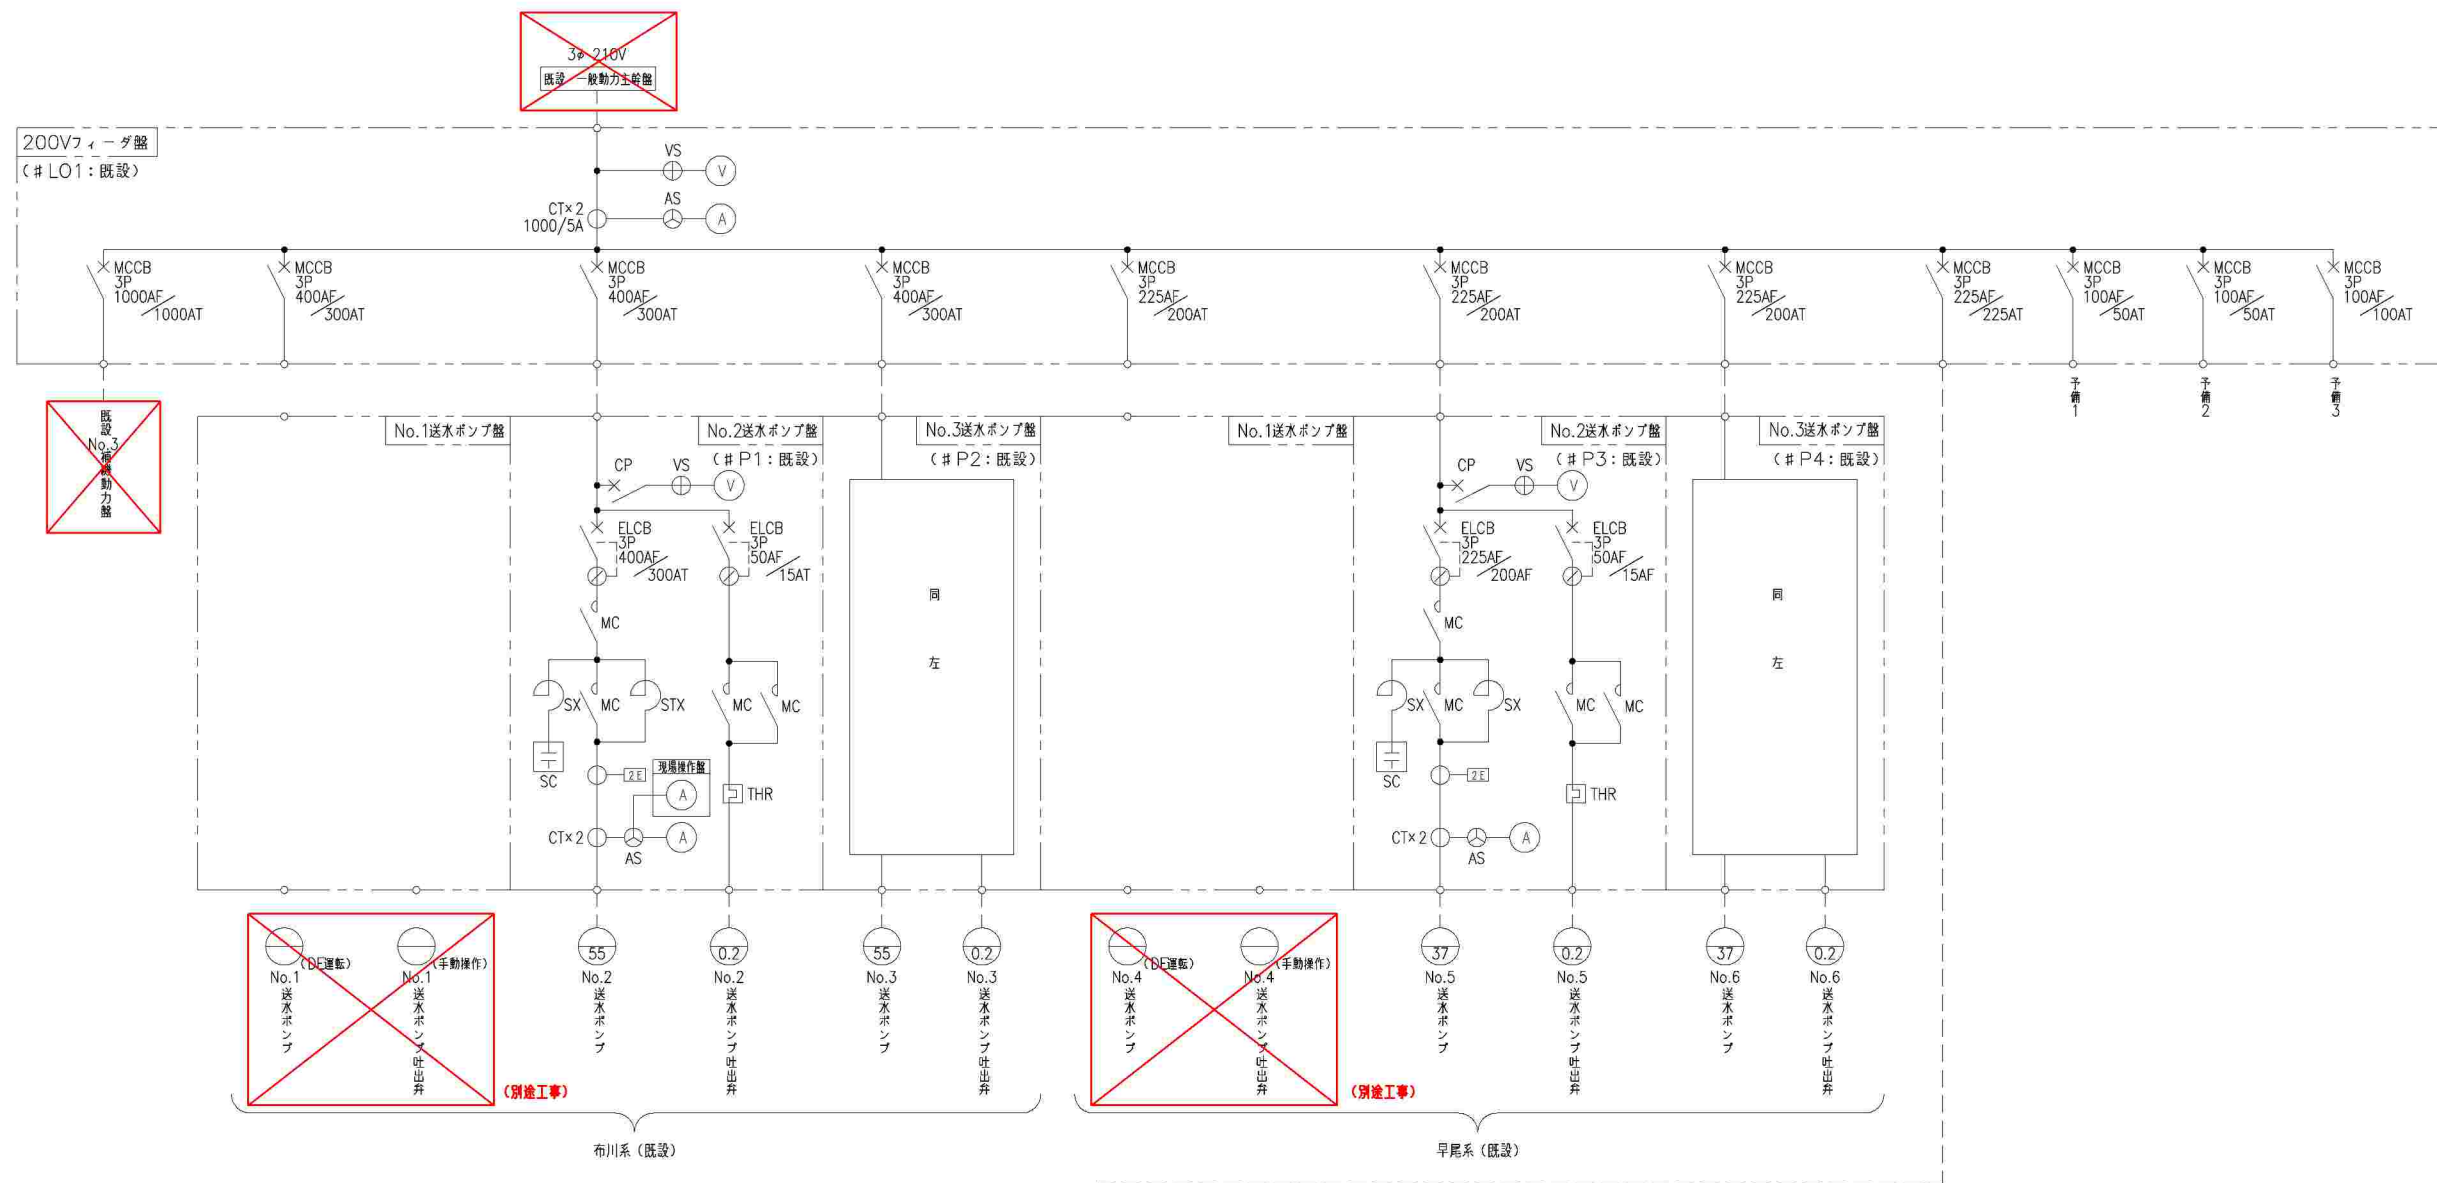 3φ 210V
既設 一般動力主幹盤
200Vフィーダ盤
(#LO1:既設)
VS
V
AS
A
CT×2
1000/5A
MCCB
3P
1000AF/1000AT
MCCB
3P
400AF/300AT
MCCB
3P
400AF/300AT
MCCB
3P
400AF/300AT
MCCB
3P
225AF/200AT
MCCB
3P
225AF/200AT
MCCB
3P
225AF/200AT
MCCB
3P
225AF/225AT
MCCB
3P
100AF/50AT
MCCB
3P
100AF/50AT
MCCB
3P
100AF/100AT
予備1
予備2
予備3
既設No.3補機動力盤
No.1送水ポンプ盤
No.2送水ポンプ盤
(#P1:既設)
No.3送水ポンプ盤
(#P2:既設)
No.1送水ポンプ盤
No.2送水ポンプ盤
(#P3:既設)
No.3送水ポンプ盤
(#P4:既設)
CP
VS
V
ELCB
3P
400AF/300AT
ELCB
3P
50AF/15AT
MC
SX
MC
STX
MC
MC
SC
2E
現場操作盤
A
THR
CT×2
AS
A
同左
CP
VS
V
ELCB
3P
225AF/200AF
ELCB
3P
50AF/15AF
MC
SX
MC
SX
MC
MC
SC
2E
THR
CT×2
AS
A
同左
(DE運転)
No.1
送水ポンプ
(手動操作)
No.1
送水ポンプ吐出弁
(別途工事)
55
No.2
送水ポンプ
0.2
No.2
送水ポンプ吐出弁
55
No.3
送水ポンプ
0.2
No.3
送水ポンプ吐出弁
(DE運転)
No.4
送水ポンプ
(手動操作)
No.4
送水ポンプ吐出弁
(別途工事)
37
No.5
送水ポンプ
0.2
No.5
送水ポンプ吐出弁
37
No.6
送水ポンプ
0.2
No.6
送水ポンプ吐出弁
布川系(既設)
早尾系(既設)